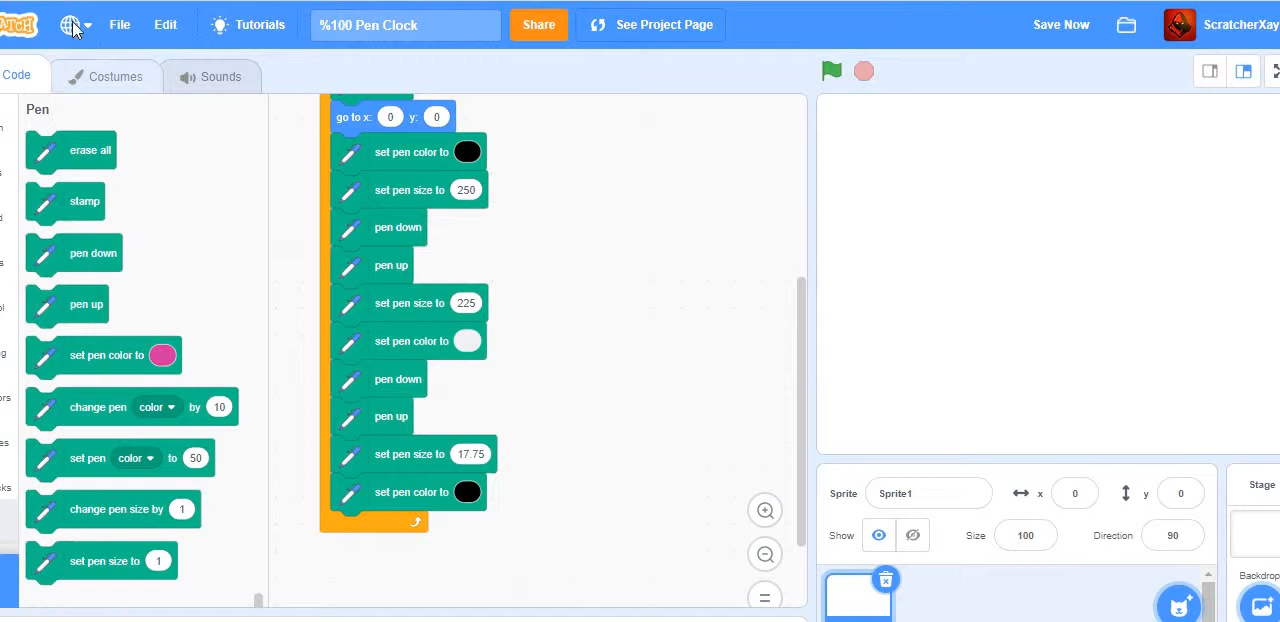 File Edit Tutorials %100 Pen Clock Share See Project Page Save Now ScratcherXay
Code Costumes Sounds
Pen
erase all
stamp
pen down
pen up
set pen color to
change pen color by 10
set pen color to 50
change pen size by 1
set pen size to 1
go to x: 0 y: 0
set pen color to
set pen size to 250
pen down
pen up
set pen size to 225
set pen color to
pen down
pen up
set pen size to 17.75
set pen color to
Sprite Sprite1 x 0 y 0
Show Size 100 Direction 90
Stage
Backdrop